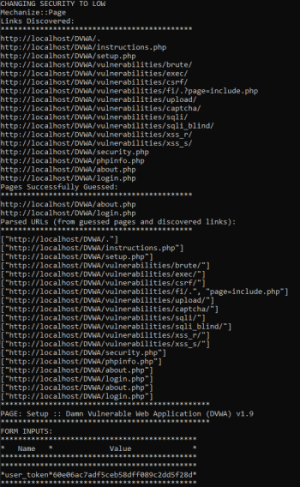 CHANGING SECURITY TO LOW
Mechanize::Page
Links Discovered:
********************************************
http://localhost/DVWA/.
http://localhost/DVWA/instructions.php
http://localhost/DVWA/setup.php
http://localhost/DVWA/vulnerabilities/brute/
http://localhost/DVWA/vulnerabilities/exec/
http://localhost/DVWA/vulnerabilities/csrf/
http://localhost/DVWA/vulnerabilities/fi/.?page=include.php
http://localhost/DVWA/vulnerabilities/upload/
http://localhost/DVWA/vulnerabilities/captcha/
http://localhost/DVWA/vulnerabilities/sqli/
http://localhost/DVWA/vulnerabilities/sqli_blind/
http://localhost/DVWA/vulnerabilities/xss_r/
http://localhost/DVWA/vulnerabilities/xss_s/
http://localhost/DVWA/security.php
http://localhost/DVWA/phpinfo.php
http://localhost/DVWA/about.php
http://localhost/DVWA/login.php
Pages Successfully Guessed:
********************************************
http://localhost/DVWA/about.php
http://localhost/DVWA/login.php
Parsed URLs (from guessed pages and discovered links):
********************************************
["http://localhost/DVWA/."]
["http://localhost/DVWA/instructions.php"]
["http://localhost/DVWA/setup.php"]
["http://localhost/DVWA/vulnerabilities/brute/"]
["http://localhost/DVWA/vulnerabilities/exec/"]
["http://localhost/DVWA/vulnerabilities/csrf/"]
["http://localhost/DVWA/vulnerabilities/fi/.", "page=include.php"]
["http://localhost/DVWA/vulnerabilities/upload/"]
["http://localhost/DVWA/vulnerabilities/captcha/"]
["http://localhost/DVWA/vulnerabilities/sqli/"]
["http://localhost/DVWA/vulnerabilities/sqli_blind/"]
["http://localhost/DVWA/vulnerabilities/xss_r/"]
["http://localhost/DVWA/vulnerabilities/xss_s/"]
["http://localhost/DVWA/security.php"]
["http://localhost/DVWA/phpinfo.php"]
["http://localhost/DVWA/about.php"]
["http://localhost/DVWA/login.php"]
["http://localhost/DVWA/about.php"]
["http://localhost/DVWA/login.php"]
************************************************
PAGE: Setup :: Damn Vulnerable Web Application (DVWA) v1.9
************************************************
FORM INPUTS:
*********************************************
* Name * Value *
*********************************************
*********************************************
*user_token*60e06ac7adf5ceb58dff089c2dd5f28d*
*********************************************